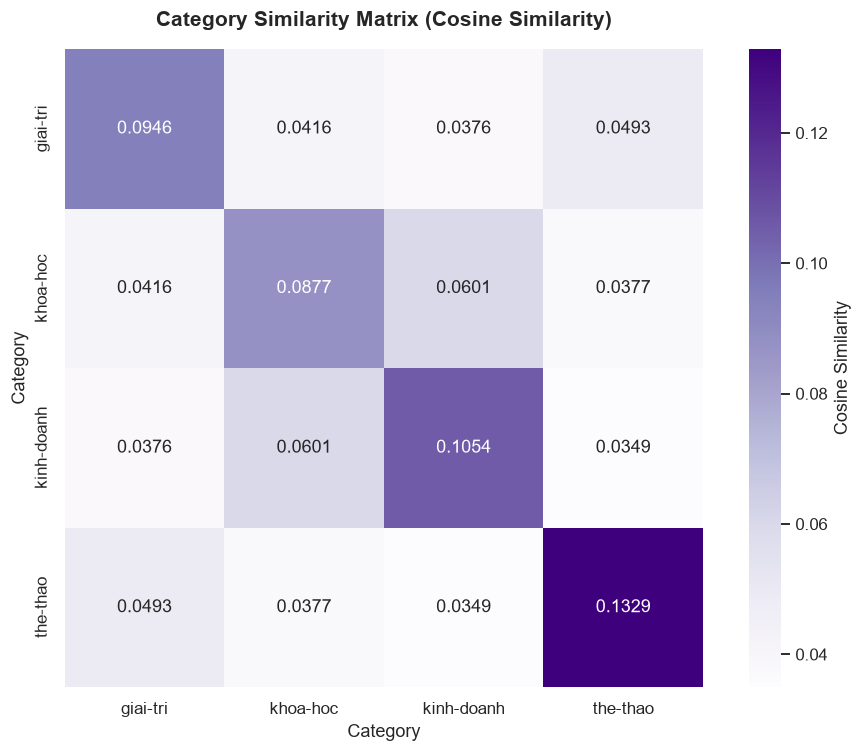 Category Similarity Matrix (Cosine Similarity)
giai-tri 0.0946 0.0416 0.0376 0.0493
khoa-hoc 0.0416 0.0877 0.0601 0.0377
kinh-doanh 0.0376 0.0601 0.1054 0.0349
the-thao 0.0493 0.0377 0.0349 0.1329
Category
giai-tri khoa-hoc kinh-doanh the-thao
Category
0.12
0.10
0.08
0.06
0.04
Cosine Similarity